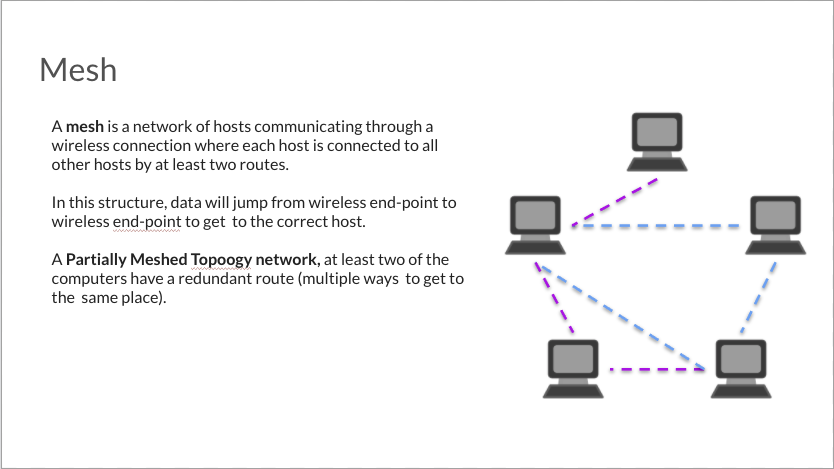 Mesh
A mesh is a network of hosts communicating through a
wireless connection where each host is connected to all
other hosts by at least two routes.
In this structure, data will jump from wireless end-point to
wireless end-point to get  to the correct host.
A Partially Meshed Topoogy network, at least two of the
computers have a redundant route (multiple ways  to get to
the  same place).